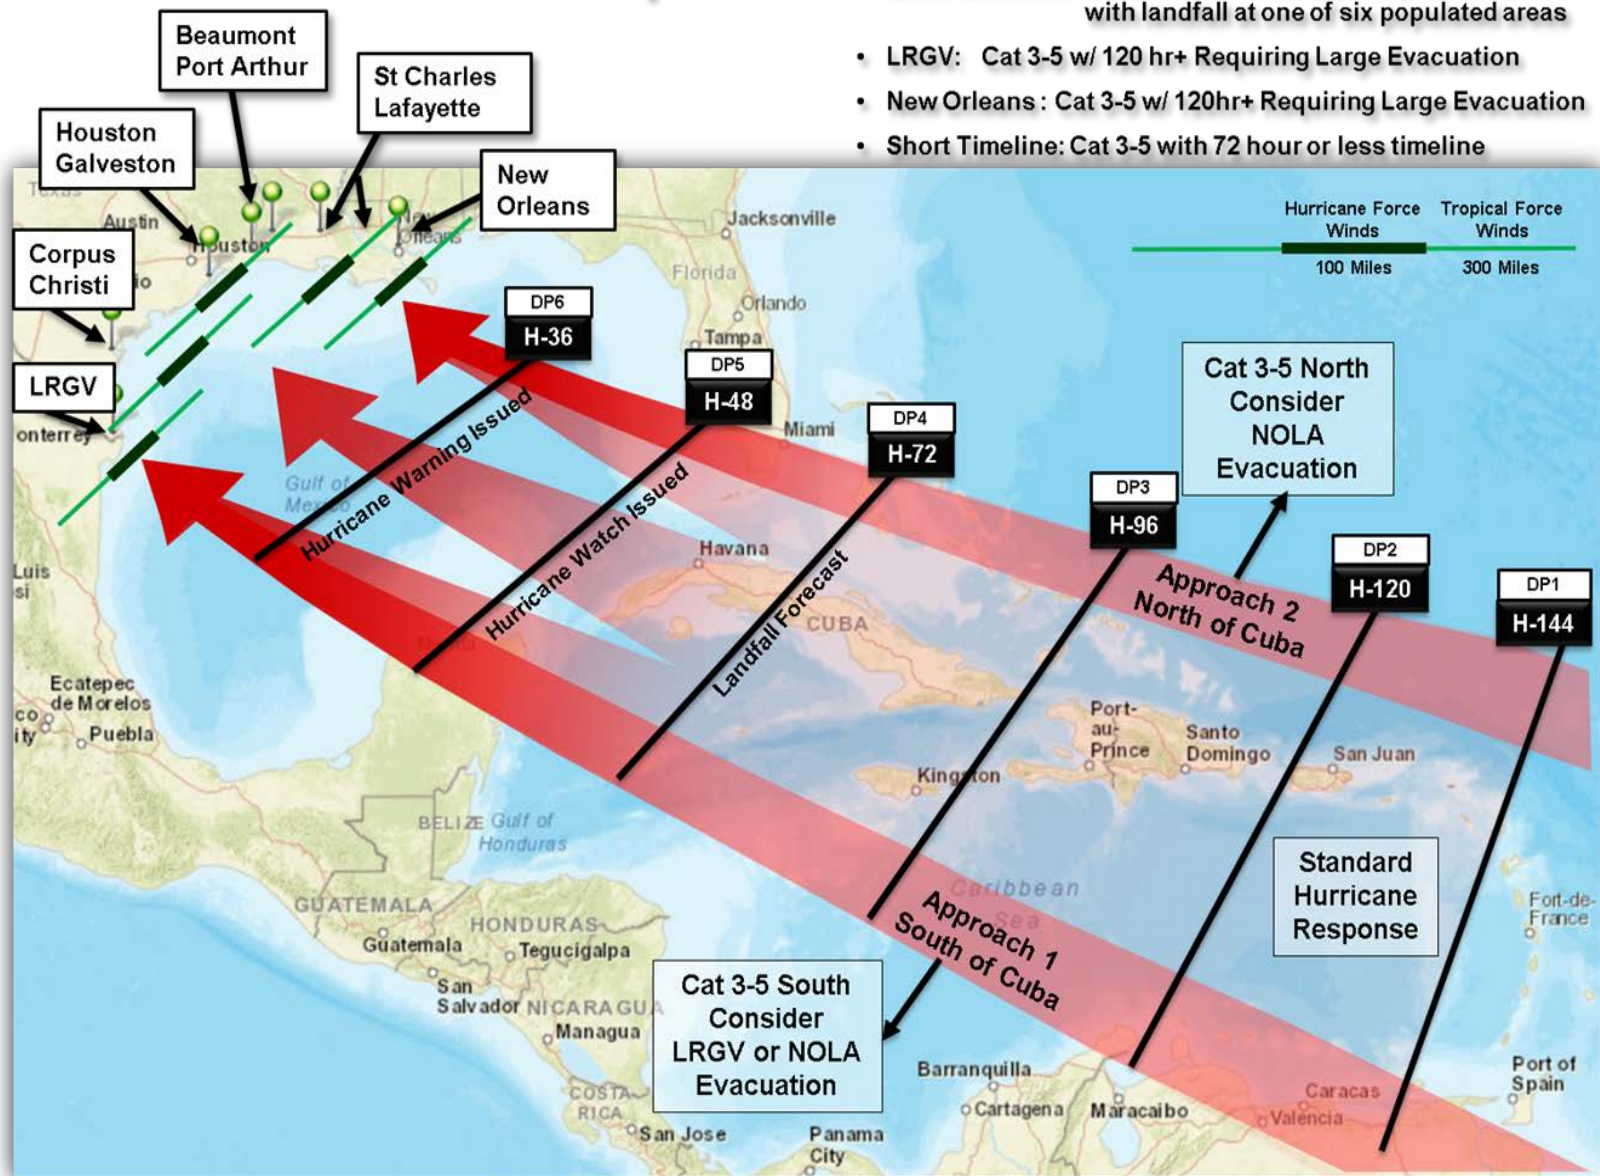 with landfall at one of six populated areas
• LRGV: Cat 3-5 w/ 120 hr+ Requiring Large Evacuation
• New Orleans : Cat 3-5 w/ 120hr+ Requiring Large Evacuation
• Short Timeline: Cat 3-5 with 72 hour or less timeline
Beaumont
Port Arthur
St Charles
Lafayette
Houston
Galveston
New
Orleans
Corpus
Christi
LRGV
Hurricane Force
Winds
Tropical Force
Winds
100 Miles
300 Miles
Texas
Austin
Houston
New
Orleans
Jacksonville
Florida
Orlando
Tampa
Miami
onterrey
Gulf of
Mexico
Havana
CUBA
DP6
H-36
DP5
H-48
DP4
H-72
DP3
H-96
DP2
H-120
DP1
H-144
Hurricane Warning Issued
Hurricane Watch Issued
Landfall Forecast
Cat 3-5 North
Consider
NOLA
Evacuation
Approach 2
North of Cuba
Luis
Ecatepec
de Morelos
co
ity
Puebla
Port-
au-
Prince
Santo
Domingo
San Juan
Kingston
BELIZE
Gulf of
Honduras
GUATEMALA
Guatemala
HONDURAS
Tegucigalpa
San
Salvador
NICARAGUA
Managua
COSTA
RICA
San Jose
Panama
City
Caribbean
Sea
Approach 1
South of Cuba
Cat 3-5 South
Consider
LRGV or NOLA
Evacuation
Standard
Hurricane
Response
Fort-de-
France
Barranquilla
Cartagena
Maracaibo
Caracas
Valencia
Port of
Spain